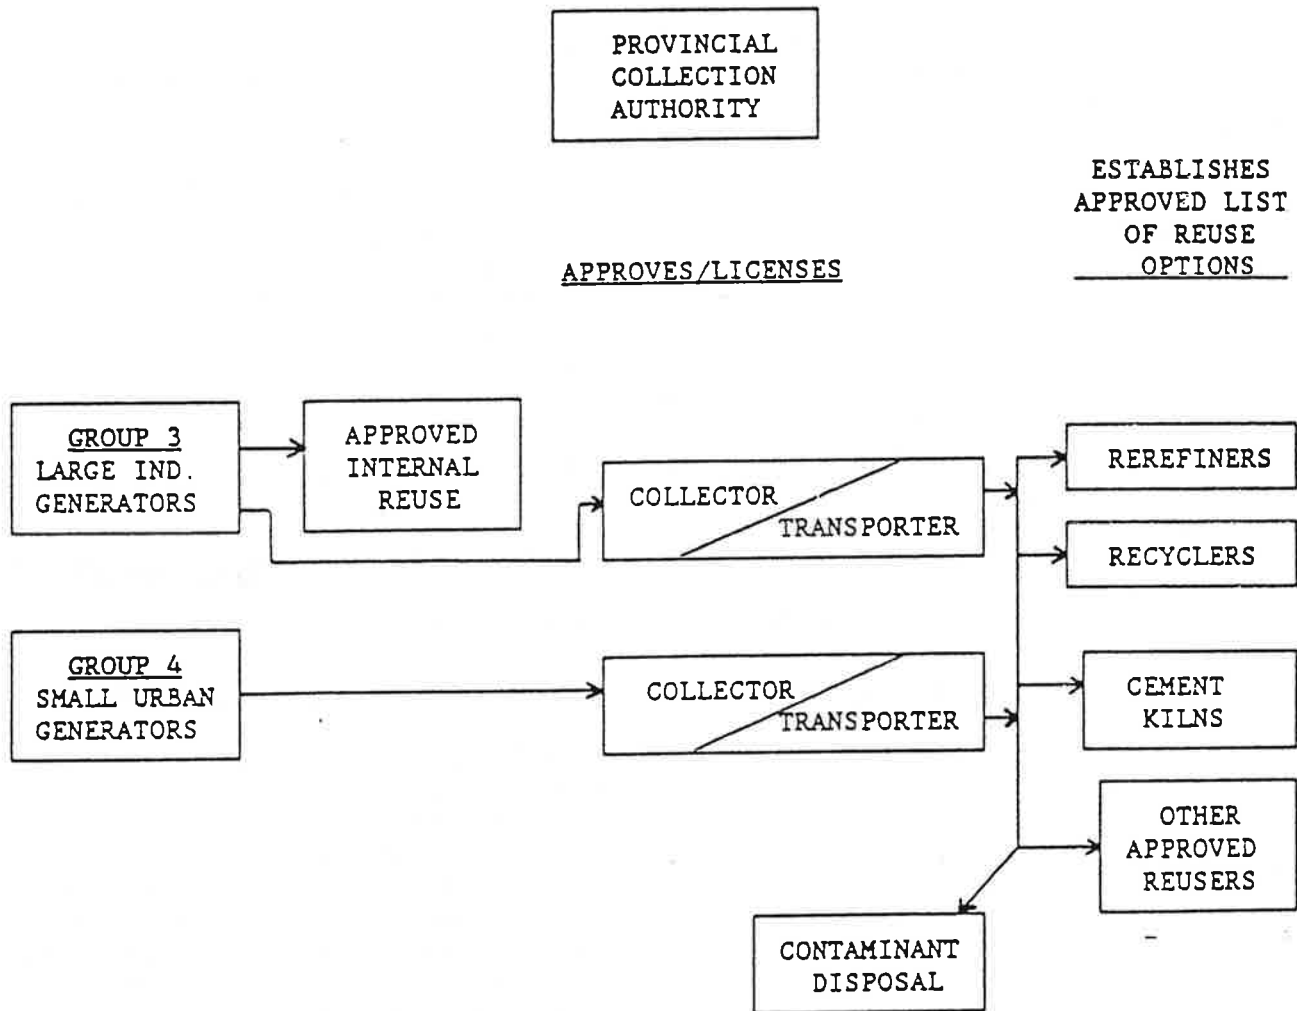 PROVINCIAL
COLLECTION
AUTHORITY
ESTABLISHES
APPROVED LIST
OF REUSE
OPTIONS
APPROVES/LICENSES
GROUP 3
LARGE IND.
GENERATORS
APPROVED
INTERNAL
REUSE
COLLECTOR
TRANSPORTER
REREFINERS
RECYCLERS
GROUP 4
SMALL URBAN
GENERATORS
COLLECTOR
TRANSPORTER
CEMENT
KILNS
OTHER
APPROVED
REUSERS
CONTAMINANT
DISPOSAL